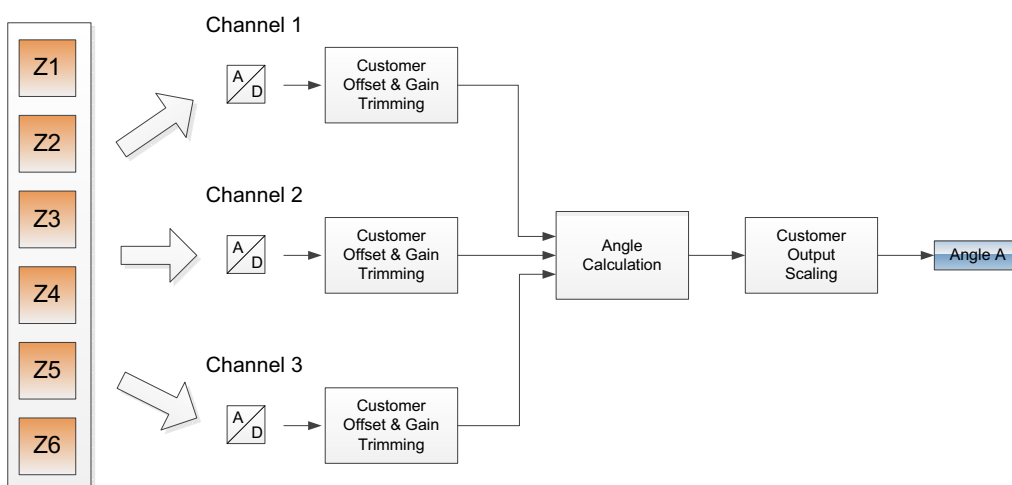 Z1
Z2
Z3
Z4
Z5
Z6
Channel 1
A
D
Customer
Offset & Gain
Trimming
Channel 2
A
D
Customer
Offset & Gain
Trimming
Channel 3
A
D
Customer
Offset & Gain
Trimming
Angle
Calculation
Customer
Output
Scaling
Angle A